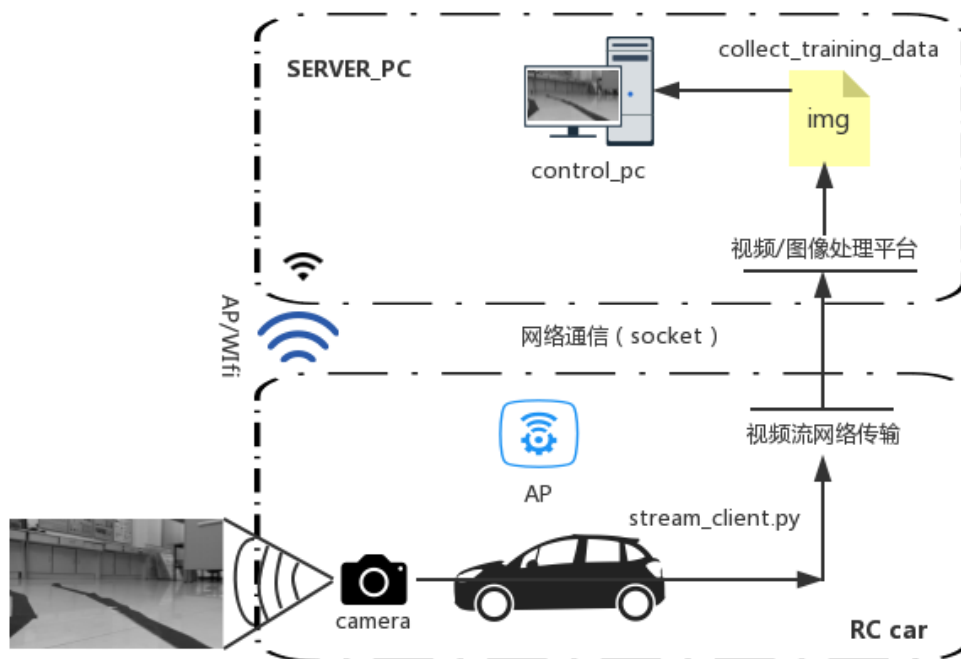 collect_training_data
SERVER_PC
img
control_pc
视频/图像处理平台
AP/WIfi
网络通信（socket）
视频流网络传输
AP
stream_client.py
camera
RC car